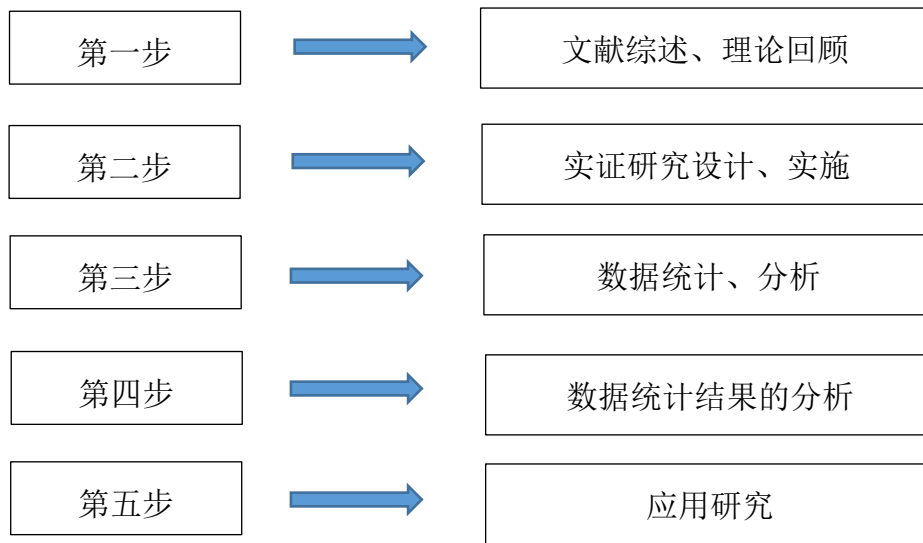 第一步
文献综述、理论回顾
第二步
实证研究设计、实施
第三步
数据统计、分析
第四步
数据统计结果的分析
第五步
应用研究